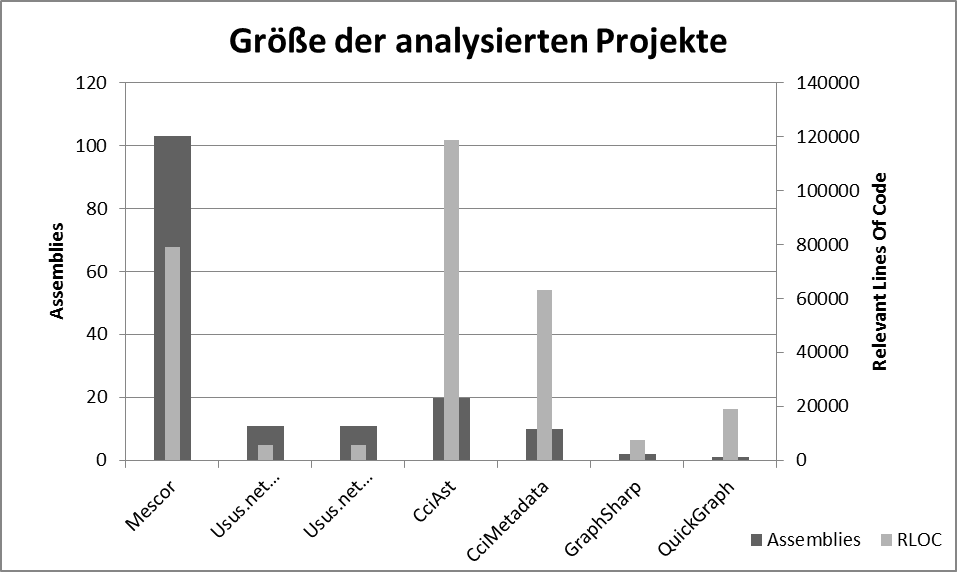 Größe der analysierten Projekte
120
100
80
60
40
20
0
Assemblies
140000
120000
100000
80000
60000
40000
20000
0
Relevant Lines Of Code
Mescor
Usus.net...
Usus.net...
CciAst
CciMetadata
GraphSharp
QuickGraph
Assemblies RLOC